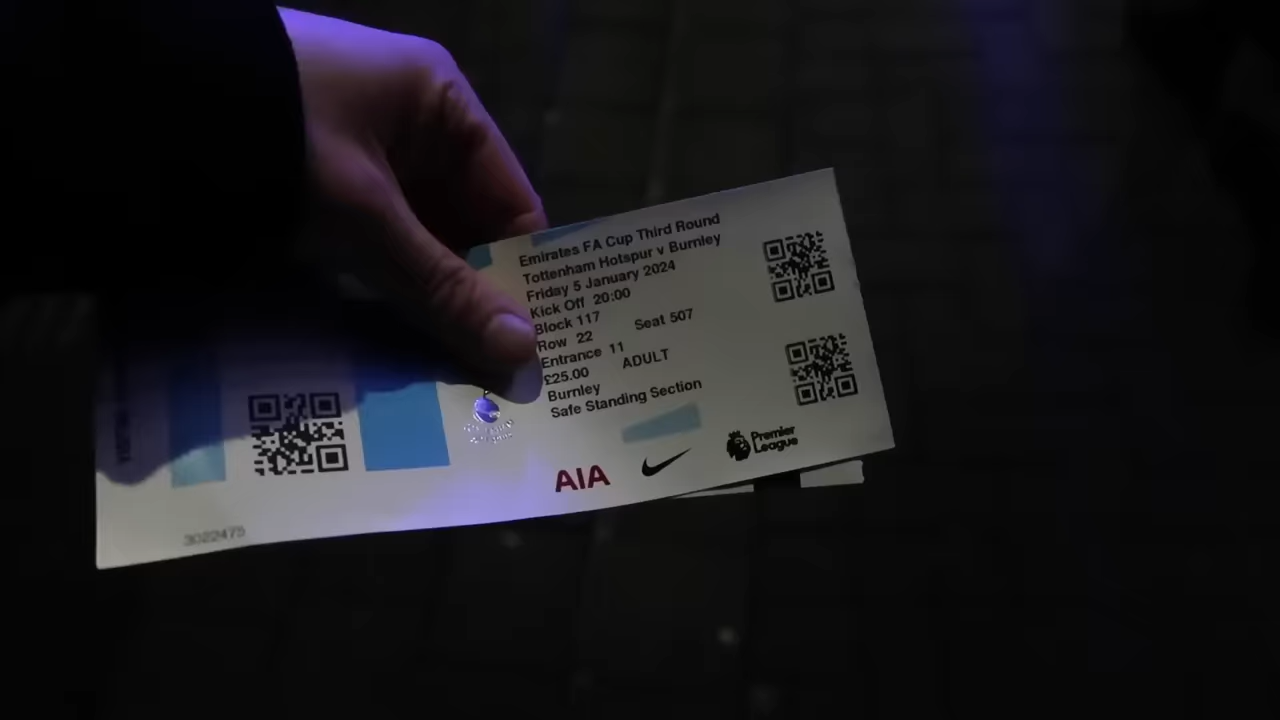 Emirates FA Cup Third Round
Tottenham Hotspur v Burnley
Friday 5 January 2024
Kick Off 20:00
Block 117
Row 22 Seat 507
Entrance 11
£25.00 ADULT
Burnley
Safe Standing Section
AIA
Premier
League
3022475